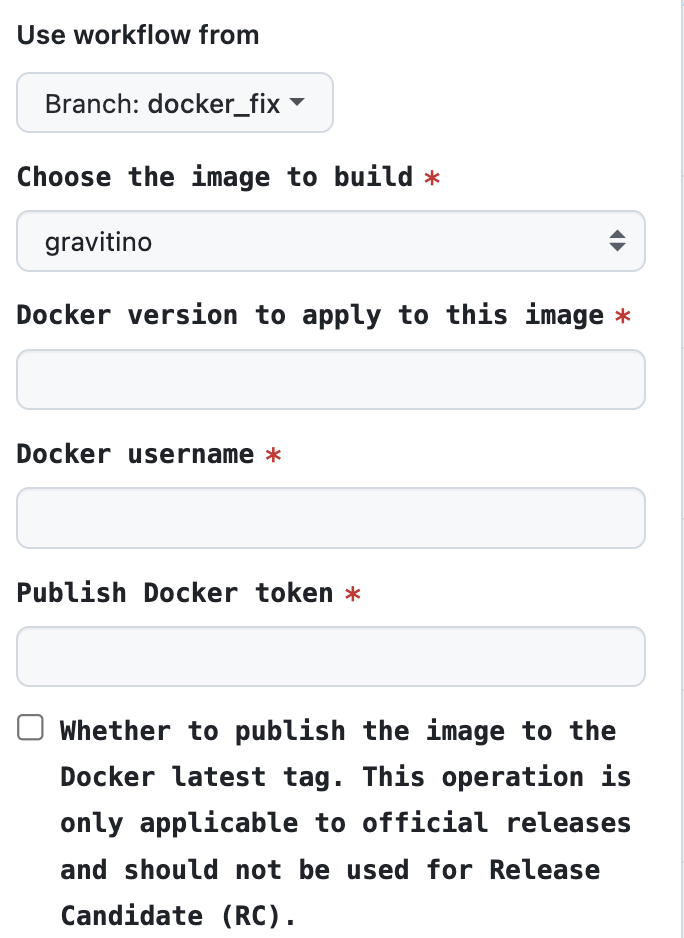 Use workflow from
Branch: docker_fix
Choose the image to build *
gravitino
Docker version to apply to this image *
Docker username *
Publish Docker token *
Whether to publish the image to the
Docker latest tag. This operation is
only applicable to official releases
and should not be used for Release
Candidate (RC).